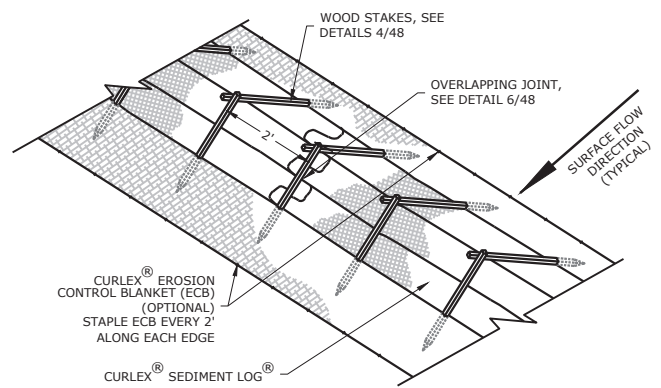 WOOD STAKES, SEE
DETAILS 4/48
OVERLAPPING JOINT,
SEE DETAIL 6/48
2'
SURFACE FLOW
DIRECTION
(TYPICAL)
CURLEX® EROSION
CONTROL BLANKET (ECB)
(OPTIONAL)
STAPLE ECB EVERY 2'
ALONG EACH EDGE
CURLEX® SEDIMENT LOG®